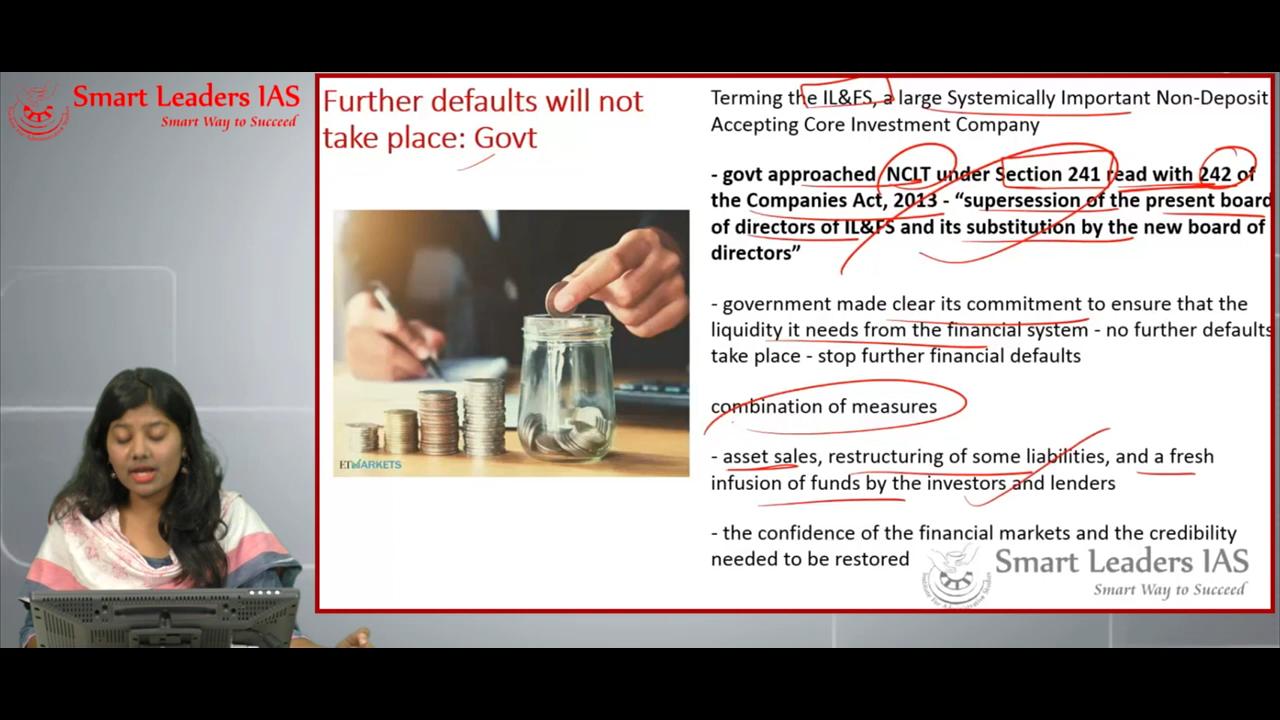 Smart Leaders IAS
Smart Way to Succeed
Further defaults will not
take place: Govt
ETMARKETS
Terming the IL&FS, a large Systemically Important Non-Deposit
Accepting Core Investment Company
- govt approached NCLT under Section 241 read with 242 of
the Companies Act, 2013 - “supersession of the present board
of directors of IL&FS and its substitution by the new board of
directors”
- government made clear its commitment to ensure that the
liquidity it needs from the financial system - no further defaults
take place - stop further financial defaults
combination of measures
- asset sales, restructuring of some liabilities, and a fresh
infusion of funds by the investors and lenders
- the confidence of the financial markets and the credibility
needed to be restored
Smart Leaders IAS
Smart Way to Succeed